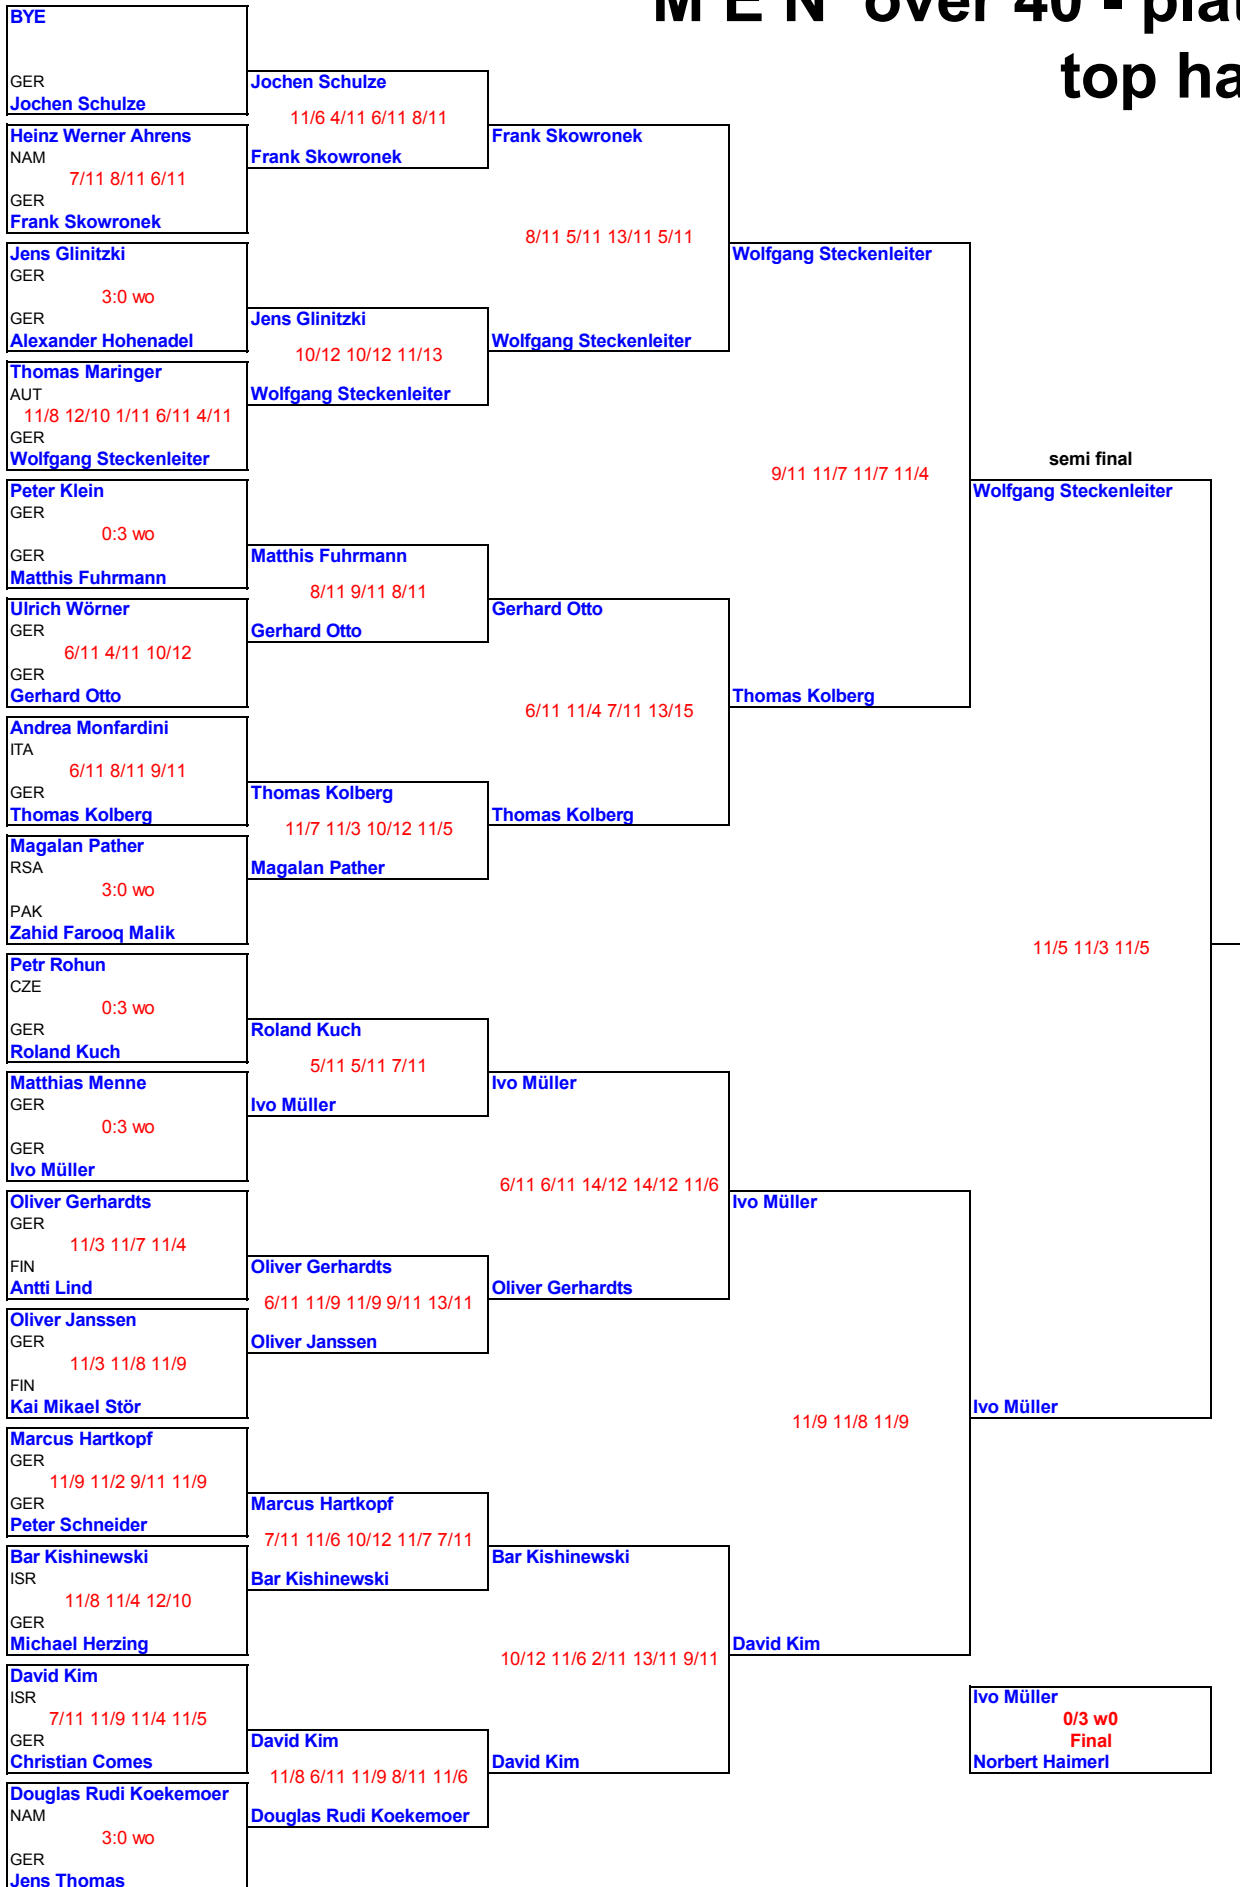 M E N over 40 - plat
top ha
BYE
GER
Jochen Schulze
Heinz Werner Ahrens
NAM
7/11 8/11 6/11
GER
Frank Skowronek
Jens Glinitzki
GER
3:0 wo
GER
Alexander Hohenadel
Thomas Maringer
AUT
11/8 12/10 1/11 6/11 4/11
GER
Wolfgang Steckenleiter
Peter Klein
GER
0:3 wo
GER
Matthis Fuhrmann
Ulrich Wörner
GER
6/11 4/11 10/12
GER
Gerhard Otto
Andrea Monfardini
ITA
6/11 8/11 9/11
GER
Thomas Kolberg
Magalan Pather
RSA
3:0 wo
PAK
Zahid Farooq Malik
Petr Rohun
CZE
0:3 wo
GER
Roland Kuch
Matthias Menne
GER
0:3 wo
GER
Ivo Müller
Oliver Gerhardts
GER
11/3 11/7 11/4
FIN
Antti Lind
Oliver Janssen
GER
11/3 11/8 11/9
FIN
Kai Mikael Stör
Marcus Hartkopf
GER
11/9 11/2 9/11 11/9
GER
Peter Schneider
Bar Kishinewski
ISR
11/8 11/4 12/10
GER
Michael Herzing
David Kim
ISR
7/11 11/9 11/4 11/5
GER
Christian Comes
Douglas Rudi Koekemoer
NAM
3:0 wo
GER
Jens Thomas
Jochen Schulze
11/6 4/11 6/11 8/11
Frank Skowronek
Jens Glinitzki
10/12 10/12 11/13
Wolfgang Steckenleiter
Matthis Fuhrmann
8/11 9/11 8/11
Gerhard Otto
Thomas Kolberg
11/7 11/3 10/12 11/5
Magalan Pather
Roland Kuch
5/11 5/11 7/11
Ivo Müller
Oliver Gerhardts
6/11 11/9 11/9 9/11 13/11
Oliver Janssen
Marcus Hartkopf
7/11 11/6 10/12 11/7 7/11
Bar Kishinewski
David Kim
11/8 6/11 11/9 8/11 11/6
Douglas Rudi Koekemoer
Frank Skowronek
8/11 5/11 13/11 5/11
Wolfgang Steckenleiter
Gerhard Otto
6/11 11/4 7/11 13/15
Thomas Kolberg
Ivo Müller
6/11 6/11 14/12 14/12 11/6
Oliver Gerhardts
Bar Kishinewski
10/12 11/6 2/11 13/11 9/11
David Kim
Wolfgang Steckenleiter
9/11 11/7 11/7 11/4
Thomas Kolberg
Ivo Müller
11/9 11/8 11/9
David Kim
semi final
Wolfgang Steckenleiter
11/5 11/3 11/5
Ivo Müller
Ivo Müller
0/3 w0
Final
Norbert Haimerl